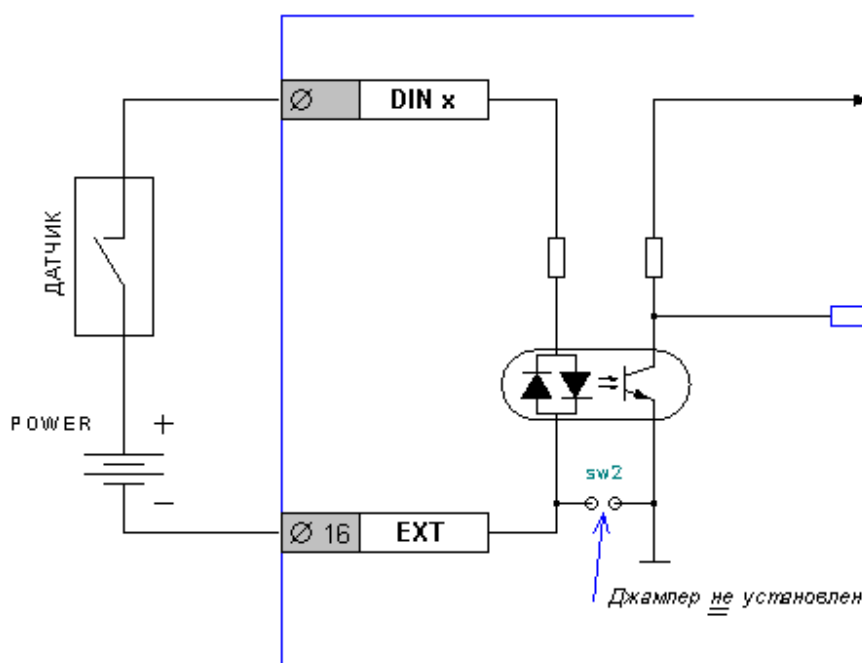 Ø DIN x
ДАТЧИК
POWER
+
−
sw2
Ø 16 EXT
Джампер не установлен